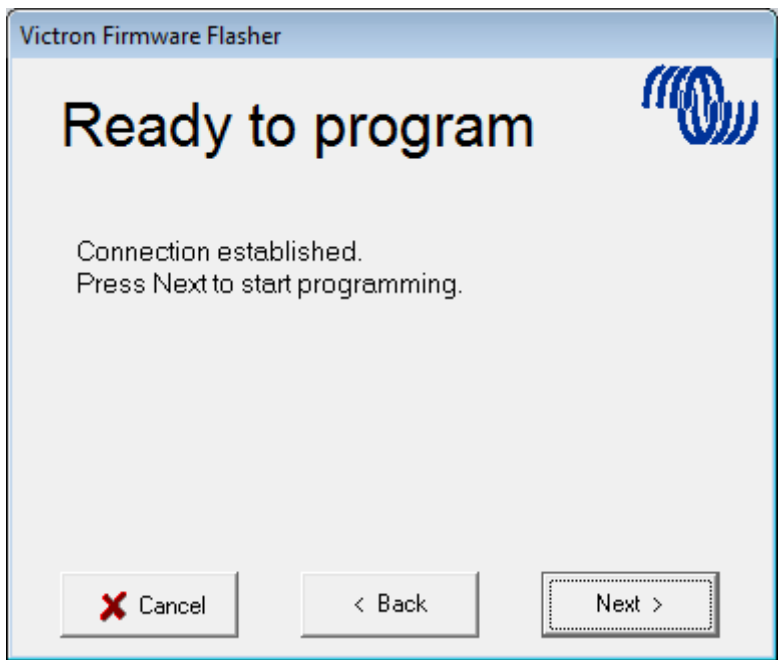 Victron Firmware Flasher
Ready to program
Connection established.
Press Next to start programming.
Cancel
< Back
Next >